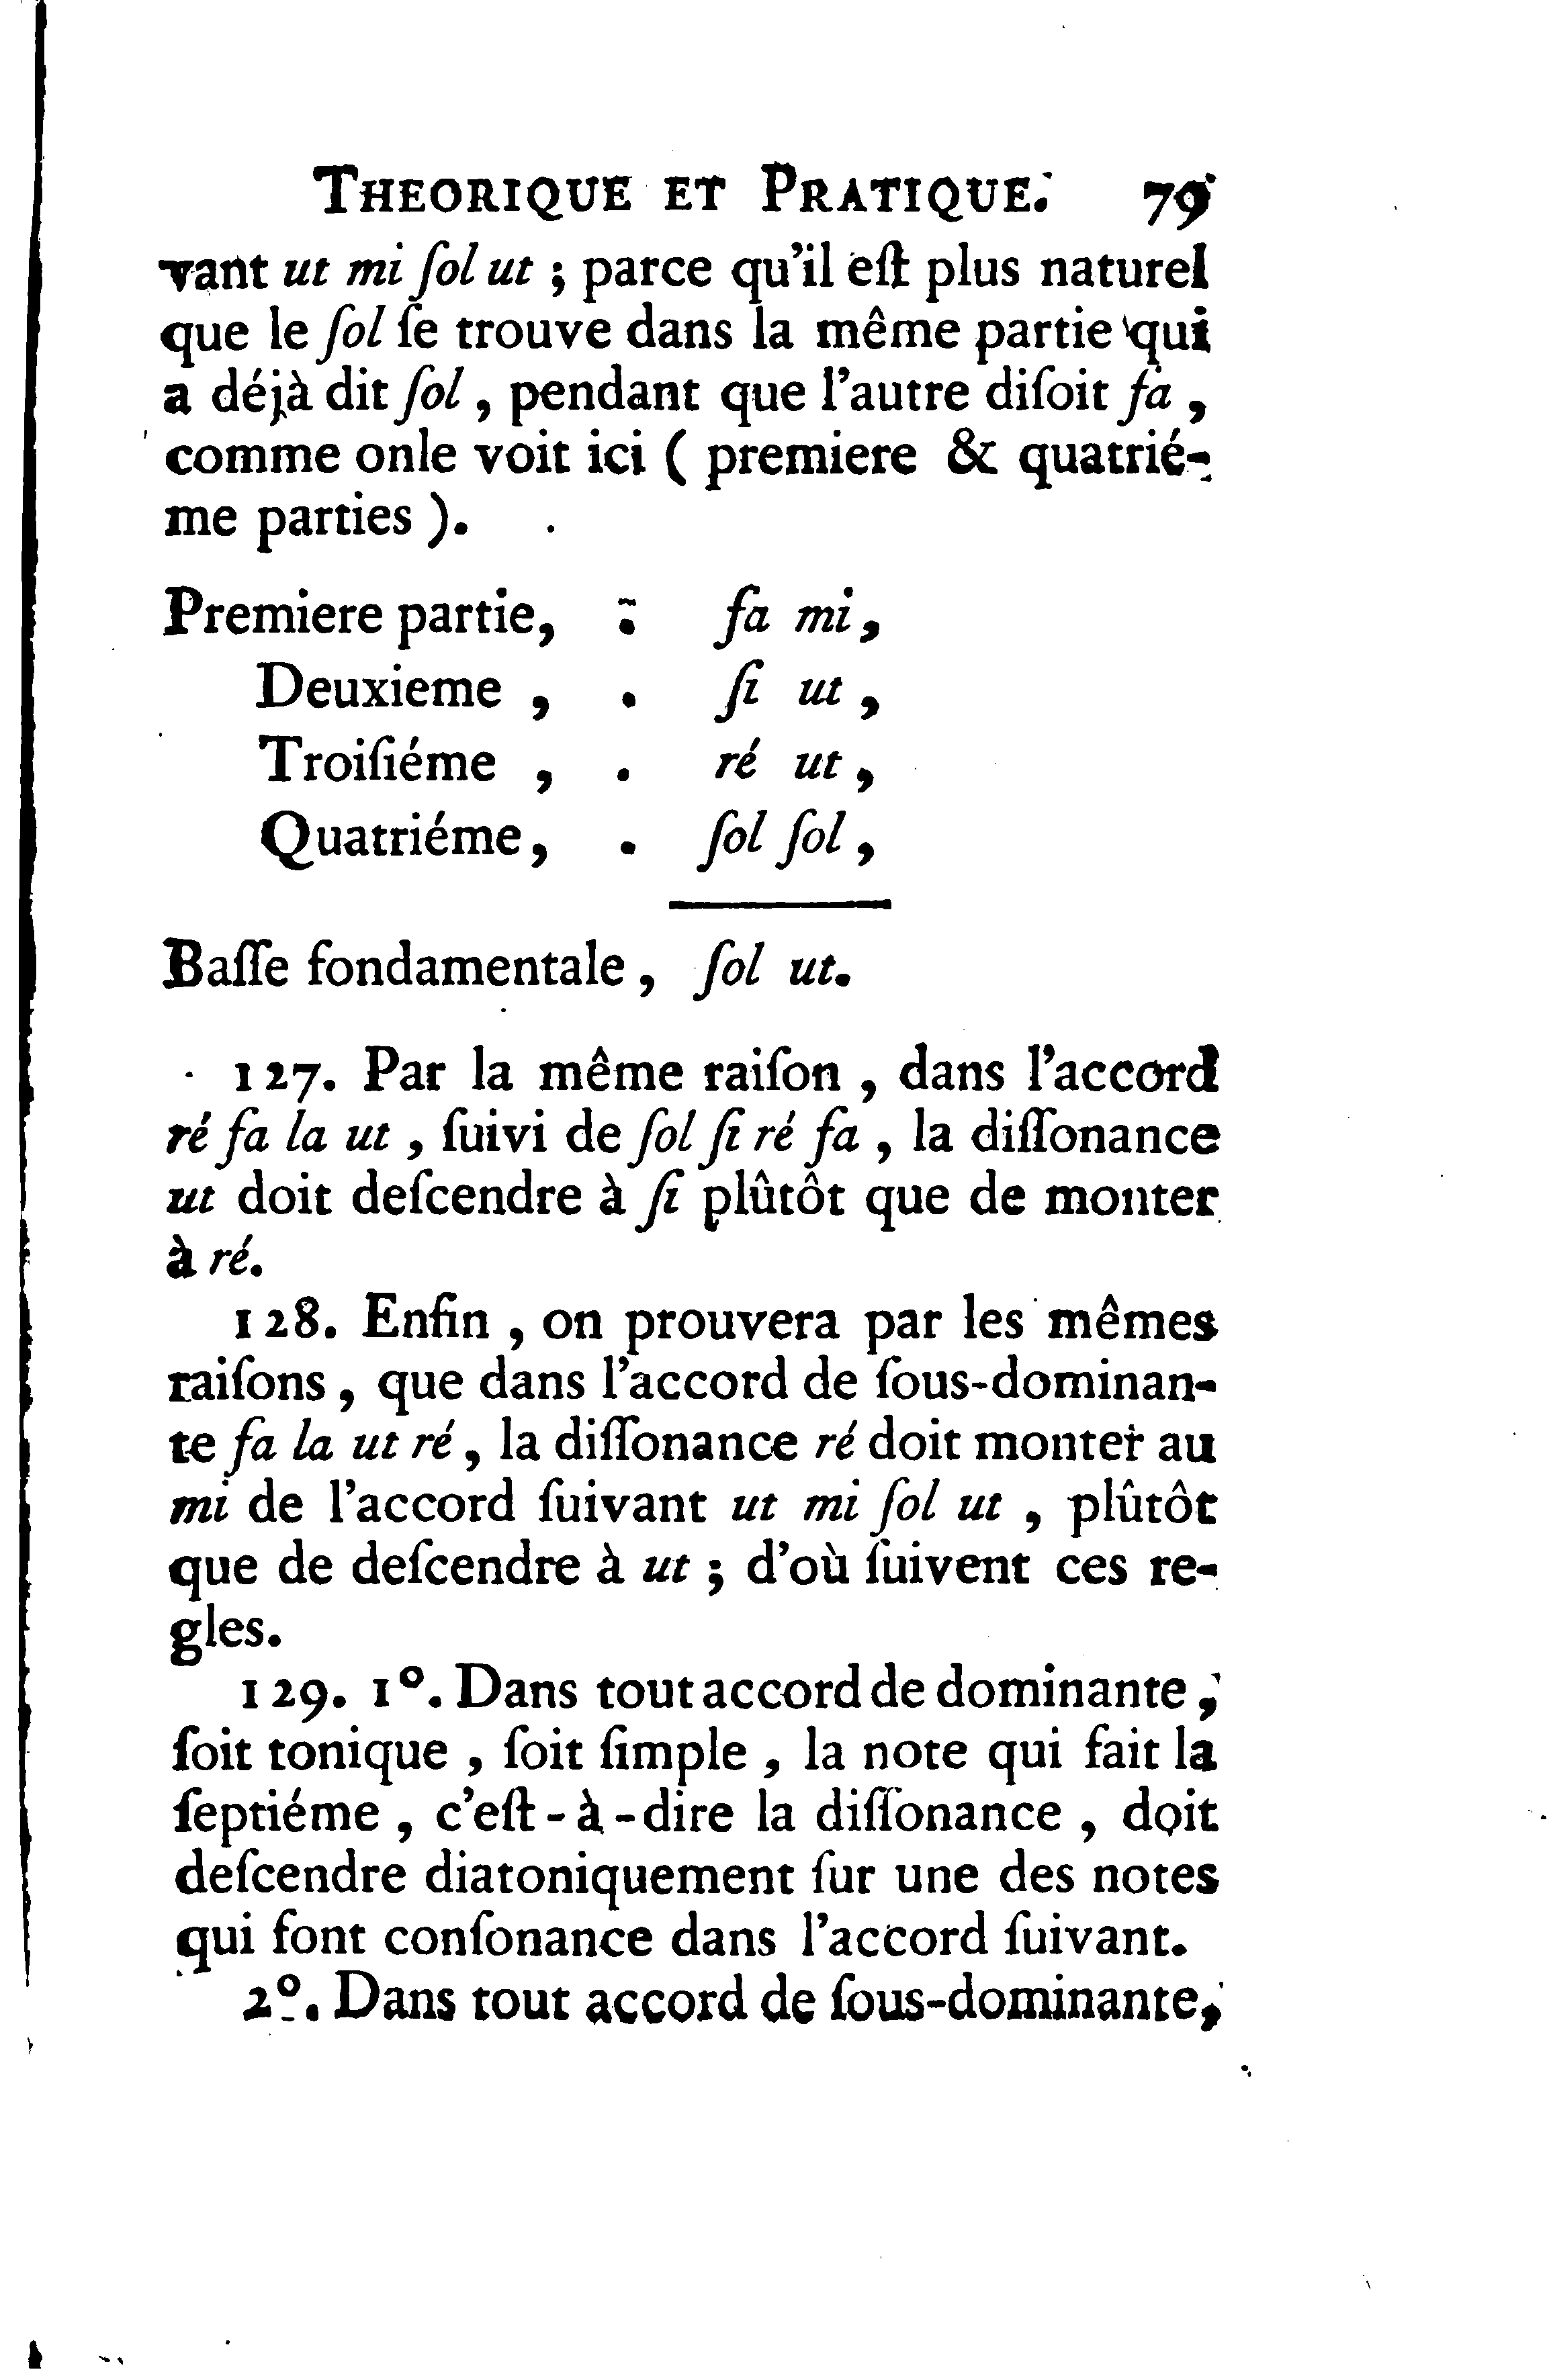 THEORIQUE ET PRATIQUE. 79
vant ut mi ſol ut ; parce qu'il eſt plus naturel
que le ſol ſe trouve dans la même partie qui
a déjà dit ſol , pendant que l'autre diſoit fa ,
comme onle voit ici ( premiere & quatrié-
me parties ).
Premiere partie, . fa mi ,
Deuxieme , . ſi ut ,
Troiſiéme , . ré ut ,
Quatriéme , . ſol ſol ,
Baſſe fondamentale , ſol ut.
127. Par la même raiſon , dans l'accord
ré fa la ut , ſuivi de ſol ſi ré fa , la diſſonance
ut doit deſcendre à ſi plûtôt que de monter
à ré.
128. Enfin , on prouvera par les mêmes
raiſons , que dans l'accord de ſous-dominan-
te fa la ut ré , la diſſonance ré doit monter au
mi de l'accord ſuivant ut mi ſol ut , plûtôt
que de deſcendre à ut ; d'où ſuivent ces re-
gles.
129. 1º. Dans tout accord de dominante ,
ſoit tonique , ſoit ſimple , la note qui fait la
ſeptiéme , c'eſt-à-dire la diſſonance , doit
deſcendre diatoniquement ſur une des notes
qui font conſonance dans l'accord ſuivant.
2º. Dans tout accord de ſous-dominante,